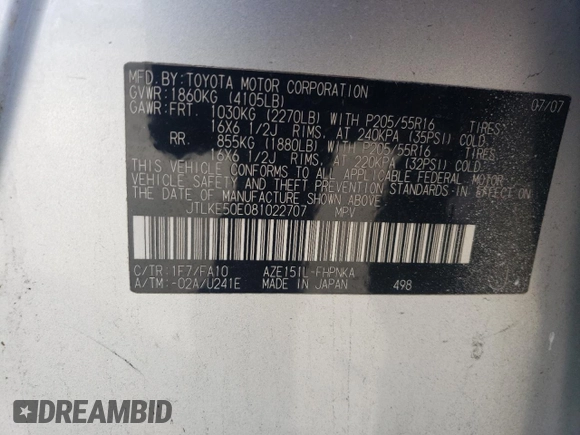 MFD.BY:TOYOTA MOTOR CORPORATION 07/07
GVWR:1860KG (4105LB)
GAWR:FRT. 1030KG (2270LB) WITH P205/55R16 TIRES
16X6 1/2J RIMS, AT 240KPA (35PSI) COLD.
RR. 855KG (1880LB) WITH P205/55R16 TIRES
16X6 1/2J RIMS, AT 220KPA (32PSI) COLD.
THIS VEHICLE CONFORMS TO ALL APPLICABLE FEDERAL MOTOR
VEHICLE SAFETY AND THEFT PREVENTION STANDARDS IN EFFECT ON
THE DATE OF MANUFACTURE SHOWN ABOVE.
JTLKE50E081022707 MPV
C/TR:1F7/FA10 AZE151L-FHPNKA
A/TM:-02A/U241E MADE IN JAPAN 498
DREAMBID
dreambid.com